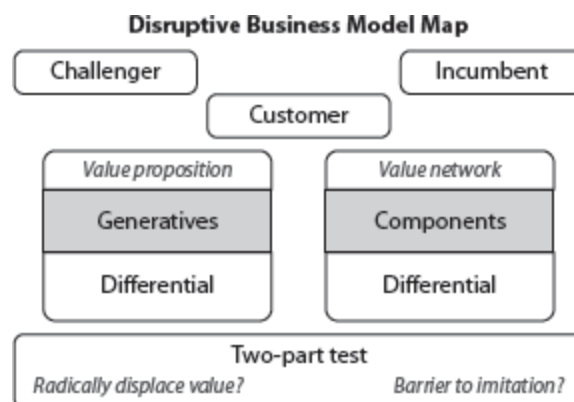 Disruptive Business Model Map
Challenger
Incumbent
Customer
Value proposition
Value network
Generatives
Components
Differential
Differential
Two-part test
Radically displace value?
Barrier to imitation?